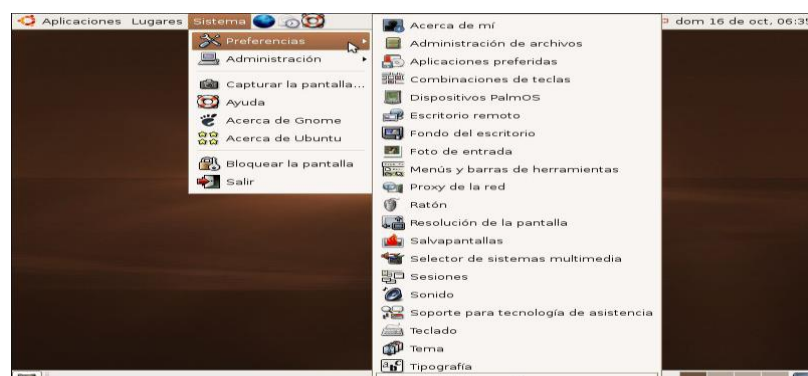 Aplicaciones Lugares Sistema
dom 16 de oct, 06:35
Preferencias
Administración
Capturar la pantalla...
Ayuda
Acerca de Gnome
Acerca de Ubuntu
Bloquear la pantalla
Salir
Acerca de mí
Administración de archivos
Aplicaciones preferidas
Combinaciones de teclas
Dispositivos PalmOS
Escritorio remoto
Fondo del escritorio
Foto de entrada
Menús y barras de herramientas
Proxy de la red
Ratón
Resolución de la pantalla
Salvapantallas
Selector de sistemas multimedia
Sesiones
Sonido
Soporte para tecnología de asistencia
Teclado
Tema
Tipografía